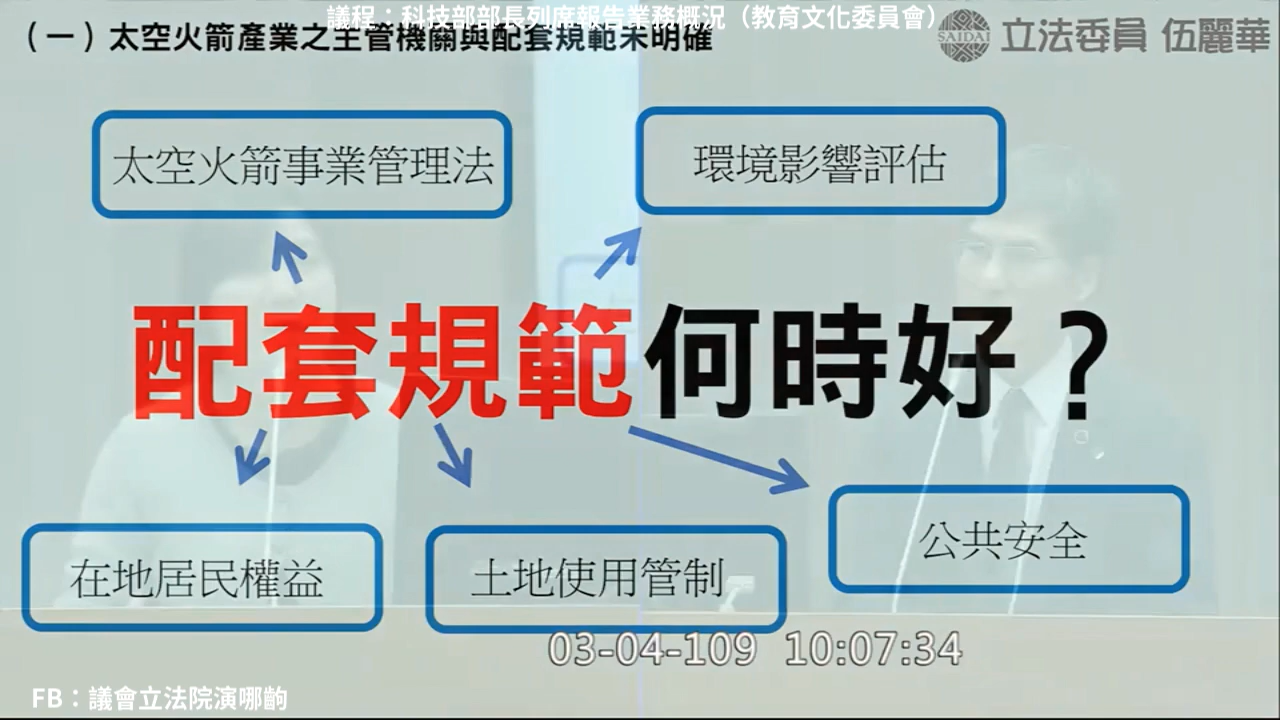 議程：科技部部長列席報告業務概況（教育文化委員會）
（一）太空火箭產業之主管機關與配套規範未明確
SAIDAI 立法委員 伍麗華
太空火箭事業管理法
環境影響評估
配套規範何時好？
在地居民權益
土地使用管制
公共安全
03-04-109 10:07:34
FB：議會立法院演哪齣